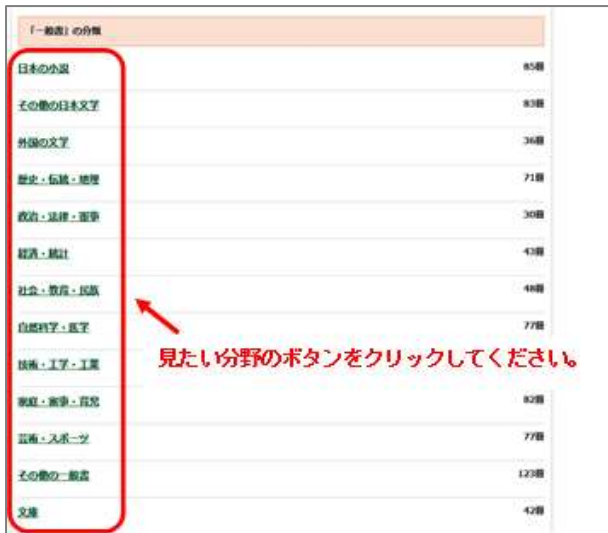 「一般書」の分類
日本の小説 85冊
その他の日本文学 83冊
外国の文学 36冊
歴史・伝統・地理 71冊
政治・法律・軍事 30冊
経済・統計 43冊
社会・教育・民族 48冊
自然科学・医学 77冊
見たい分野のボタンをクリックしてください。
技術・工学・工業
家庭・家事・育児 82冊
芸術・スポーツ 77冊
その他の一般書 123冊
文庫 42冊